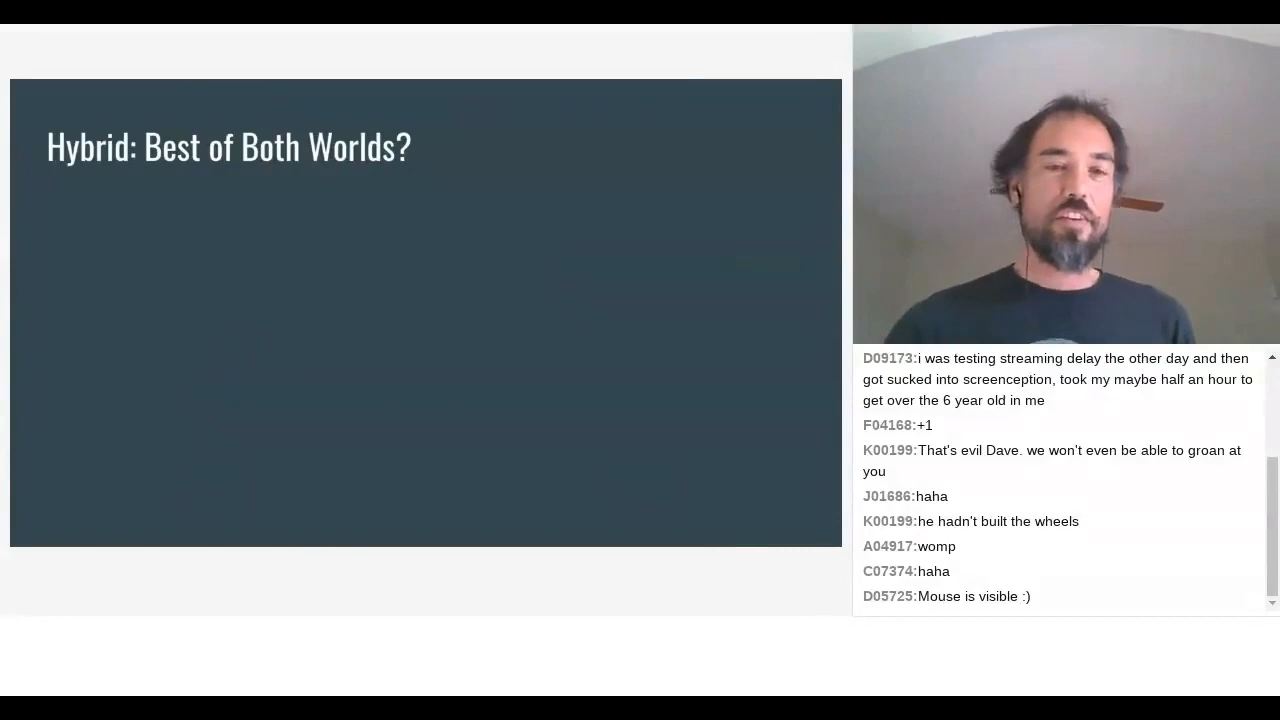 Hybrid: Best of Both Worlds?
D09173:i was testing streaming delay the other day and then
got sucked into screenception, took my maybe half an hour to
get over the 6 year old in me
F04168:+1
K00199:That's evil Dave. we won't even be able to groan at
you
J01686:haha
K00199:he hadn't built the wheels
A04917:womp
C07374:haha
D05725:Mouse is visible :)